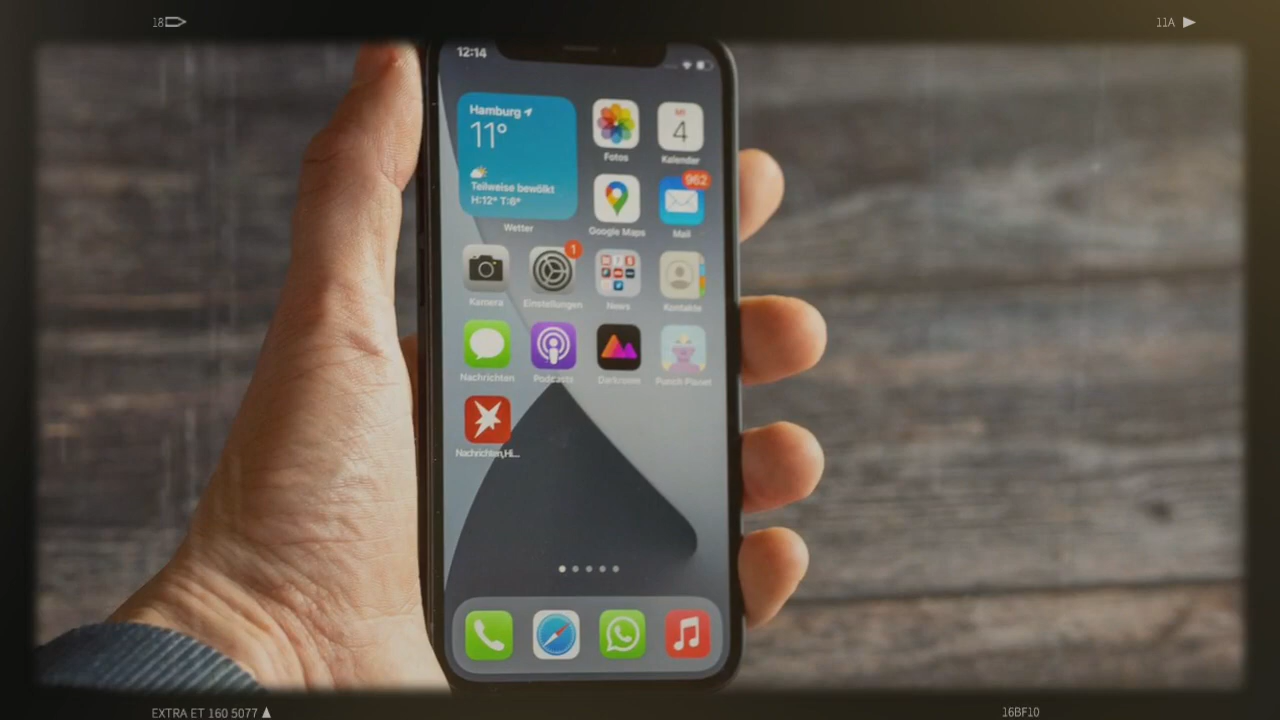 18
11A
12:14
Hamburg
11°
Teilweise bewölkt
H:12° T:6°
Wetter
Fotos
4
Kalender
Google Maps
962
Mail
Kamera
1
Einstellungen
News
Kontakte
Nachrichten
Podcasts
Darkroom
Punch Planet
Nachrichten,Hi...
EXTRA ET 160 5077
16BF10